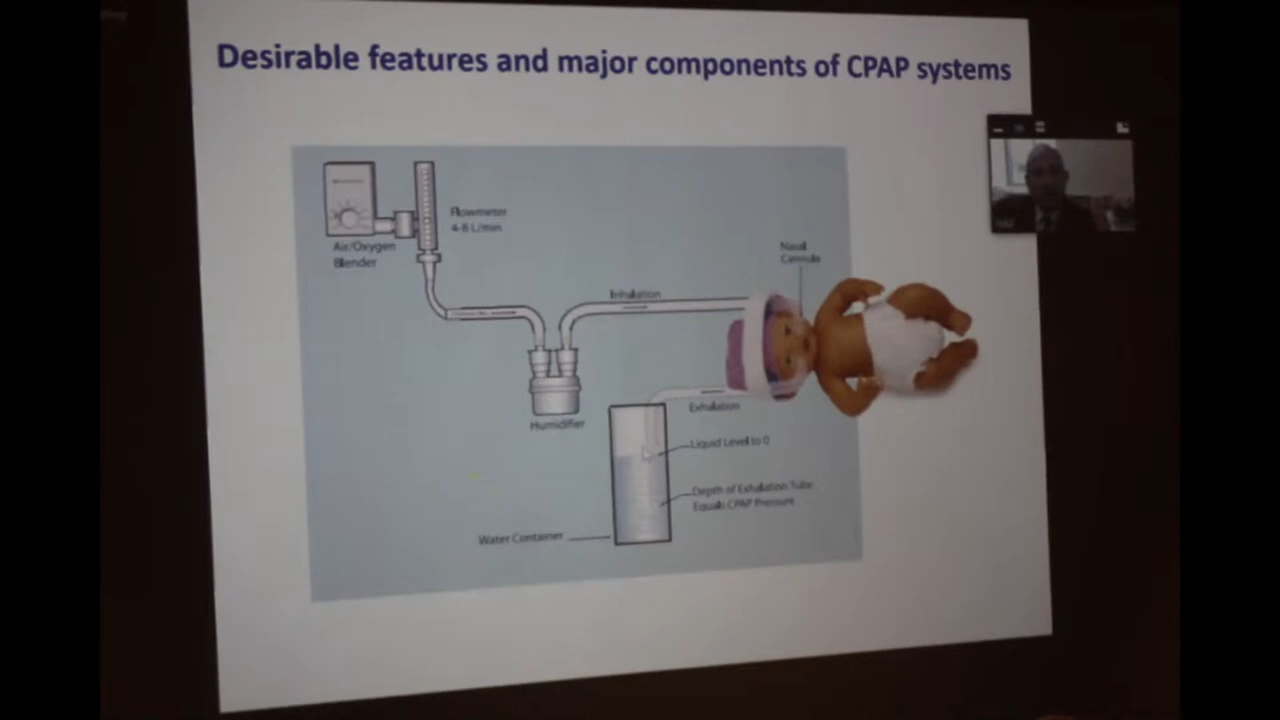 Desirable features and major components of CPAP systems
Flowmeter
4-8 L/min
Air/Oxygen
Blender
Nasal
Cannula
Inhalation
Exhalation
Humidifier
Liquid Level to 0
Depth of Exhalation Tube
Equals CPAP Pressure
Water Container